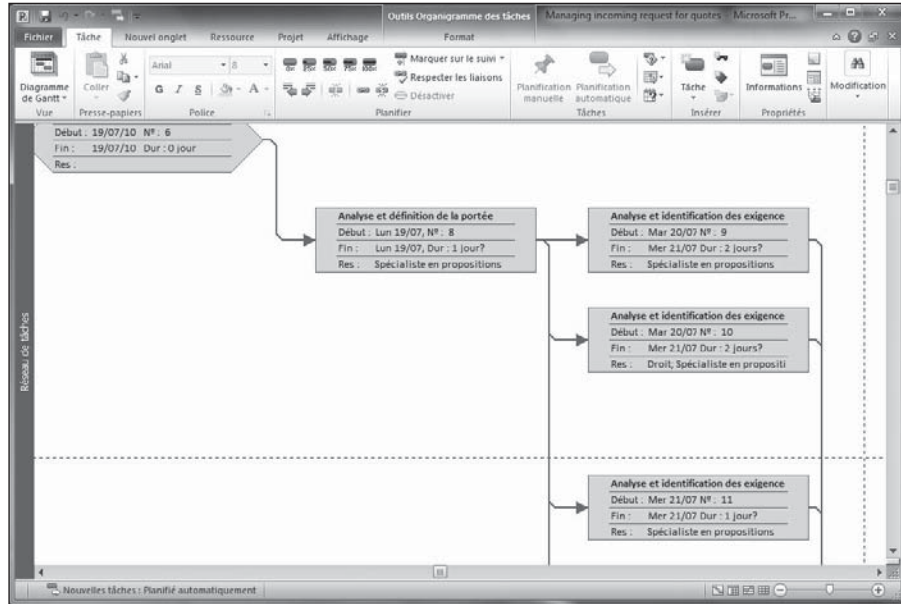 Outils Organigramme des tâches Managing incoming request for quotes - Microsoft Pr...
Fichier Tâche Nouvel onglet Ressource Projet Affichage Format
Diagramme de Gantt
Coller
Arial 8
G I S A
Marquer sur le suivi
Respecter les liaisons
Désactiver
Planification manuelle
Planification automatique
Tâche
Informations
Modification
Vue Presse-papiers Police Planifier Tâches Insérer Propriétés
Début : 19/07/10 Nº : 6
Fin : 19/07/10 Dur : 0 jour
Res :
Analyse et définition de la portée
Début : Lun 19/07, Nº : 8
Fin : Lun 19/07, Dur : 1 jour?
Res : Spécialiste en propositions
Analyse et identification des exigence
Début : Mar 20/07 Nº : 9
Fin : Mer 21/07 Dur : 2 jours?
Res : Spécialiste en propositions
Analyse et identification des exigence
Début : Mar 20/07 Nº : 10
Fin : Mer 21/07 Dur : 2 jours?
Res : Droit; Spécialiste en propositi
Analyse et identification des exigence
Début : Mer 21/07 Nº : 11
Fin : Mer 21/07 Dur : 1 jour?
Res : Spécialiste en propositions
Réseau de tâches
Nouvelles tâches : Planifié automatiquement